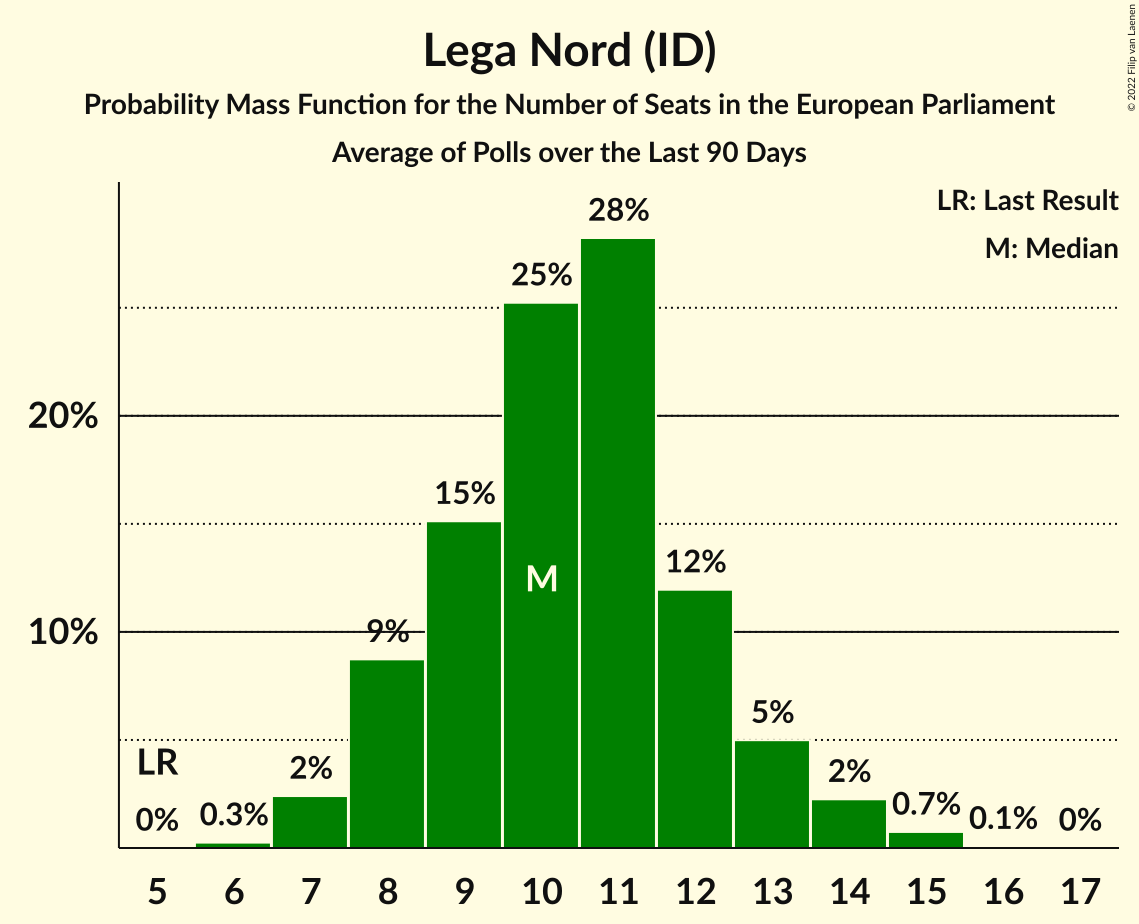 Lega Nord (ID)
Probability Mass Function for the Number of Seats in the European Parliament
Average of Polls over the Last 90 Days
© 2022 Filip van Laenen
LR: Last Result
M: Median
28%
25%
20%
15%
12%
M
10%
9%
5%
LR
2%
2%
0%
0.3%
0.7%
0.1%
0%
5 6 7 8 9 10 11 12 13 14 15 16 17